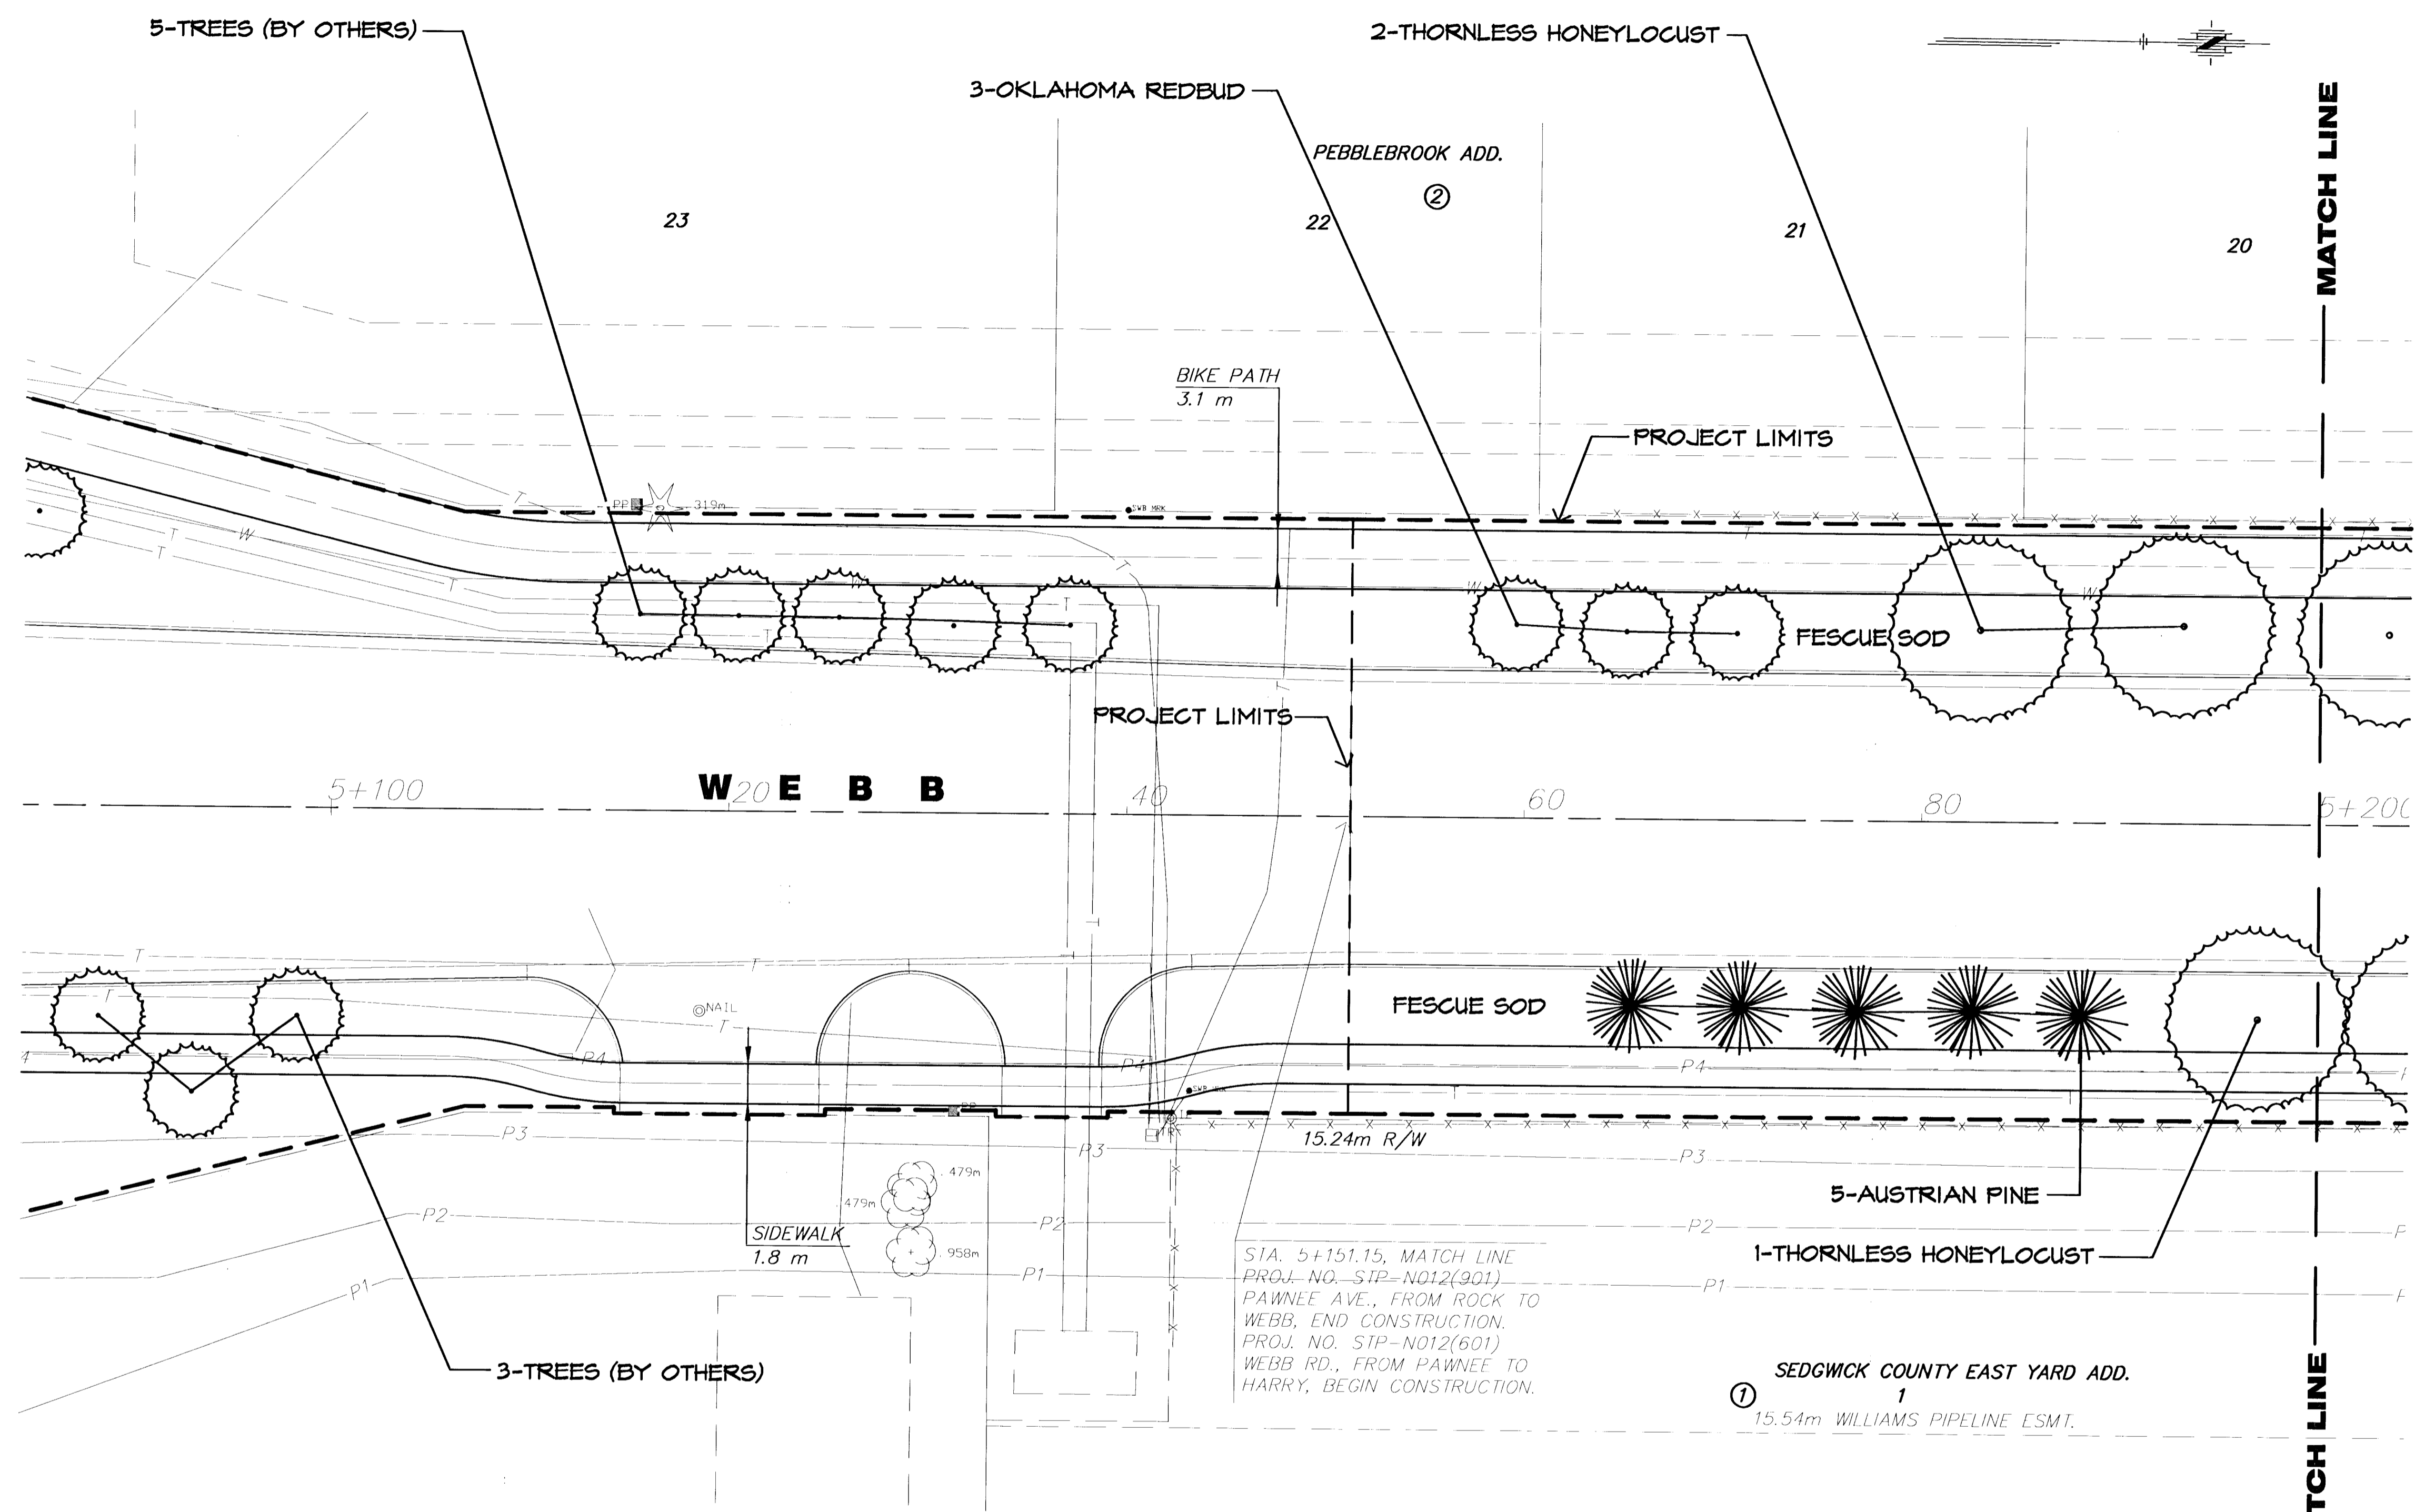 5-TREES (BY OTHERS)
2-THORNLESS HONEYLOCUST
3-OKLAHOMA REDBUD
MATCH LINE
PEBBLEBROOK ADD.
2
23
22
21
20
BIKE PATH
3.1 m
PROJECT LIMITS
PP
.319m
SWB MRK
T
T
T
T
T
T
T
T
T
T
W
W
W
W
FESCUE SOD
PROJECT LIMITS
5+100
W E B B
20
40
60
80
5+200
T
T
T
T
NAIL
FESCUE SOD
P4
P4
P4
SWB MRK
PP
15.24m R/W
P3
P3
P3
.479m
.479m
.958m
5-AUSTRIAN PINE
P2
P2
P2
SIDEWALK
1.8 m
1-THORNLESS HONEYLOCUST
P1
P1
P1
STA. 5+151.15, MATCH LINE
PROJ. NO. STP-N012(901)
PAWNEE AVE., FROM ROCK TO
WEBB, END CONSTRUCTION.
PROJ. NO. STP-N012(601)
WEBB RD., FROM PAWNEE TO
HARRY, BEGIN CONSTRUCTION.
3-TREES (BY OTHERS)
SEDGWICK COUNTY EAST YARD ADD.
1
1
15.54m WILLIAMS PIPELINE ESMT.
TCH LINE